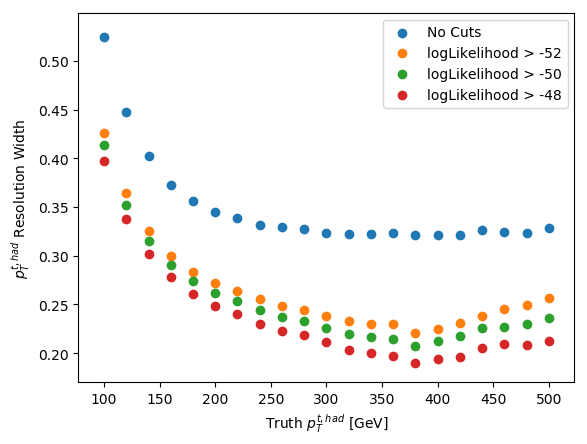 No Cuts
logLikelihood > -52
logLikelihood > -50
logLikelihood > -48
0.50
0.45
0.40
0.35
0.30
0.25
0.20
p_T^{t, had} Resolution Width
100 150 200 250 300 350 400 450 500
Truth p_T^{t, had} [GeV]